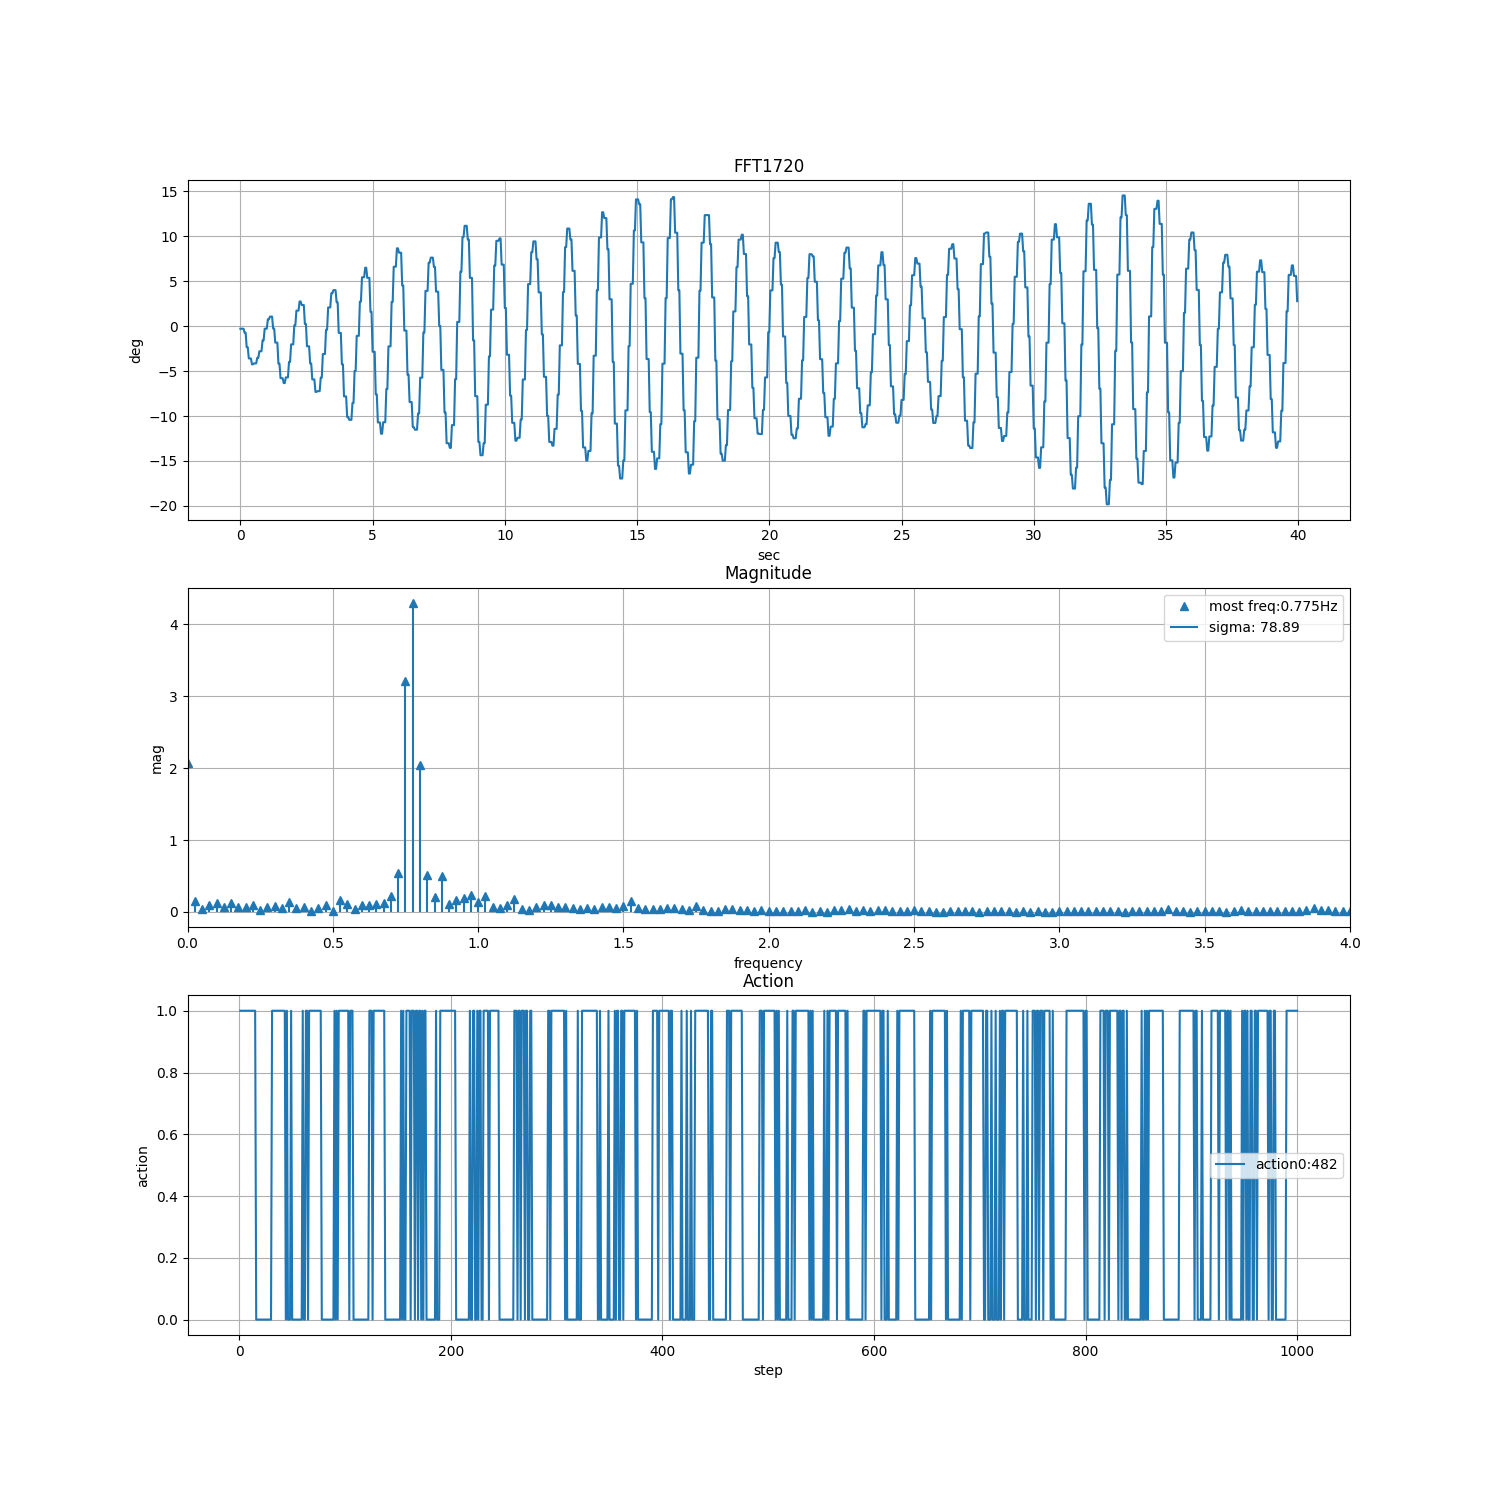 FFT1720
15
10
5
0
−5
−10
−15
−20
deg
0 5 10 15 20 25 30 35 40
sec
Magnitude
4
3
2
1
0
mag
most freq:0.775Hz
sigma: 78.89
0.0 0.5 1.0 1.5 2.0 2.5 3.0 3.5 4.0
frequency
Action
1.0
0.8
0.6
0.4
0.2
0.0
action
action0:482
0 200 400 600 800 1000
step